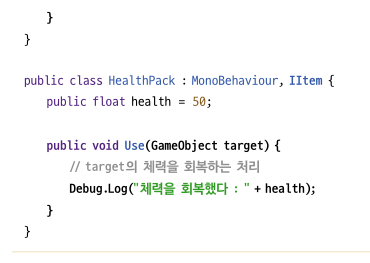 }
}
public class HealthPack : MonoBehaviour, IItem {
public float health = 50;
public void Use(GameObject target) {
// target의 체력을 회복하는 처리
Debug.Log("체력을 회복했다 : " + health);
}
}